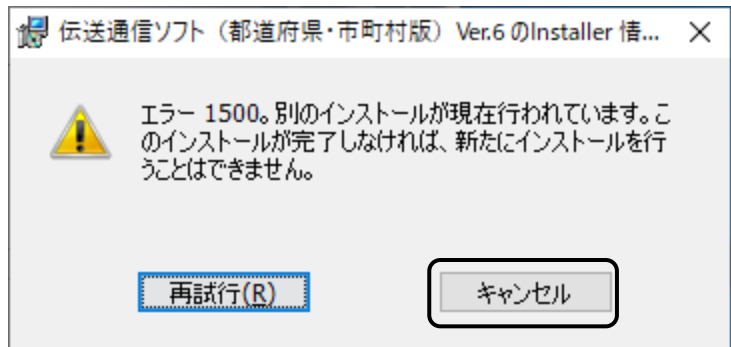 伝送通信ソフト（都道府県・市町村版）Ver.6 のInstaller 情...
エラー 1500。別のインストールが現在行われています。こ
のインストールが完了しなければ、新たにインストールを行
うことはできません。
再試行(R)
キャンセル